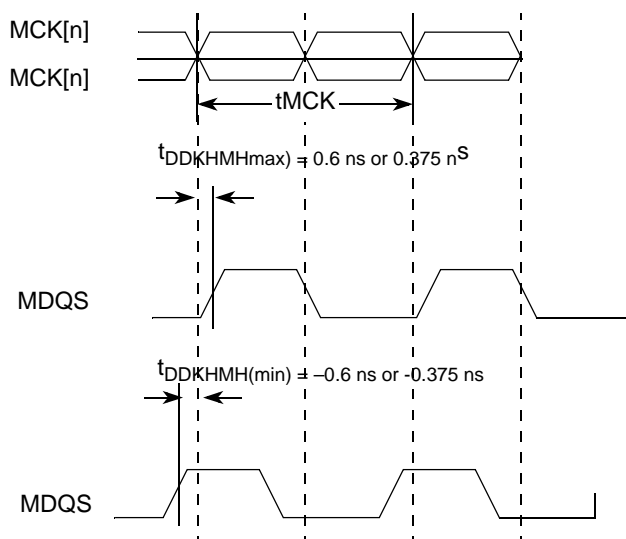 MCK[n]
MCK[n]
tMCK
tDDKHMHmax) = 0.6 ns or 0.375 nS
MDQS
tDDKHMH(min) = –0.6 ns or -0.375 ns
MDQS